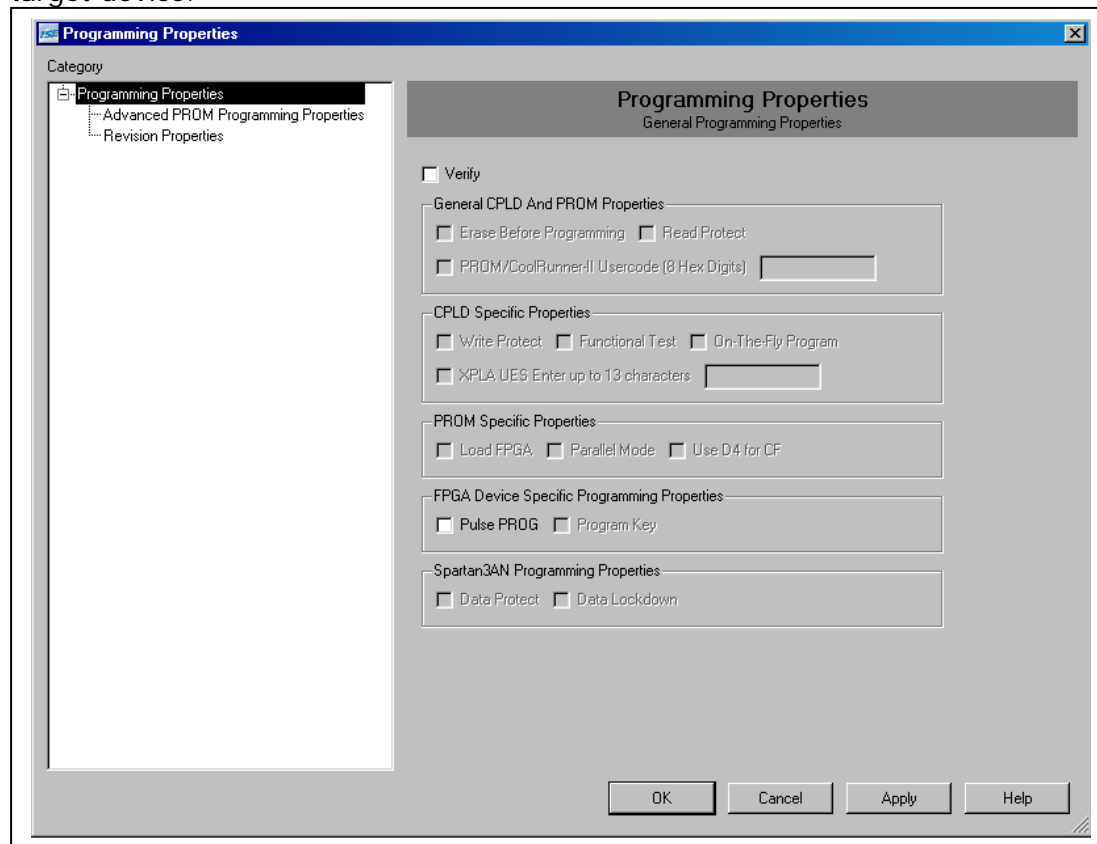 target device.
ISE Programming Properties
Category
Programming Properties
Advanced PROM Programming Properties
Revision Properties
Programming Properties
General Programming Properties
Verify
General CPLD And PROM Properties
Erase Before Programming Read Protect
PROM/CoolRunner-II Usercode (8 Hex Digits)
CPLD Specific Properties
Write Protect Functional Test On-The-Fly Program
XPLA UES Enter up to 13 characters
PROM Specific Properties
Load FPGA Parallel Mode Use D4 for CF
FPGA Device Specific Programming Properties
Pulse PROG Program Key
Spartan3AN Programming Properties
Data Protect Data Lockdown
OK Cancel Apply Help